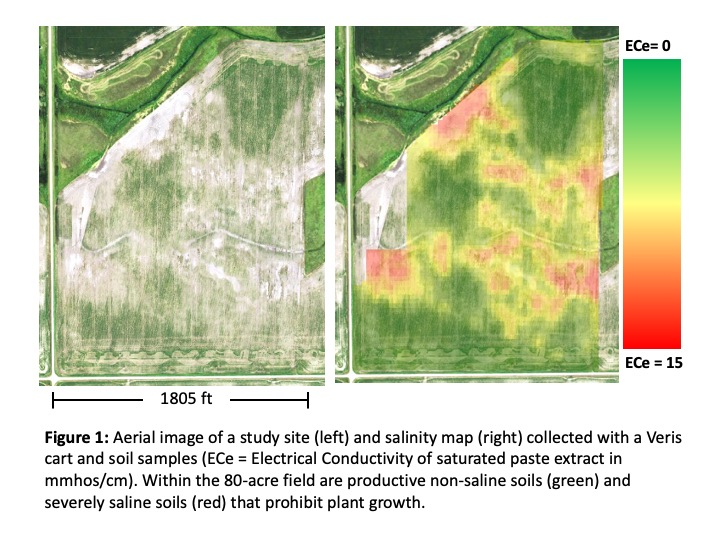 ECe= 0
ECe = 15
1805 ft
Figure 1: Aerial image of a study site (left) and salinity map (right) collected with a Veris
cart and soil samples (ECe = Electrical Conductivity of saturated paste extract in
mmhos/cm). Within the 80-acre field are productive non-saline soils (green) and
severely saline soils (red) that prohibit plant growth.